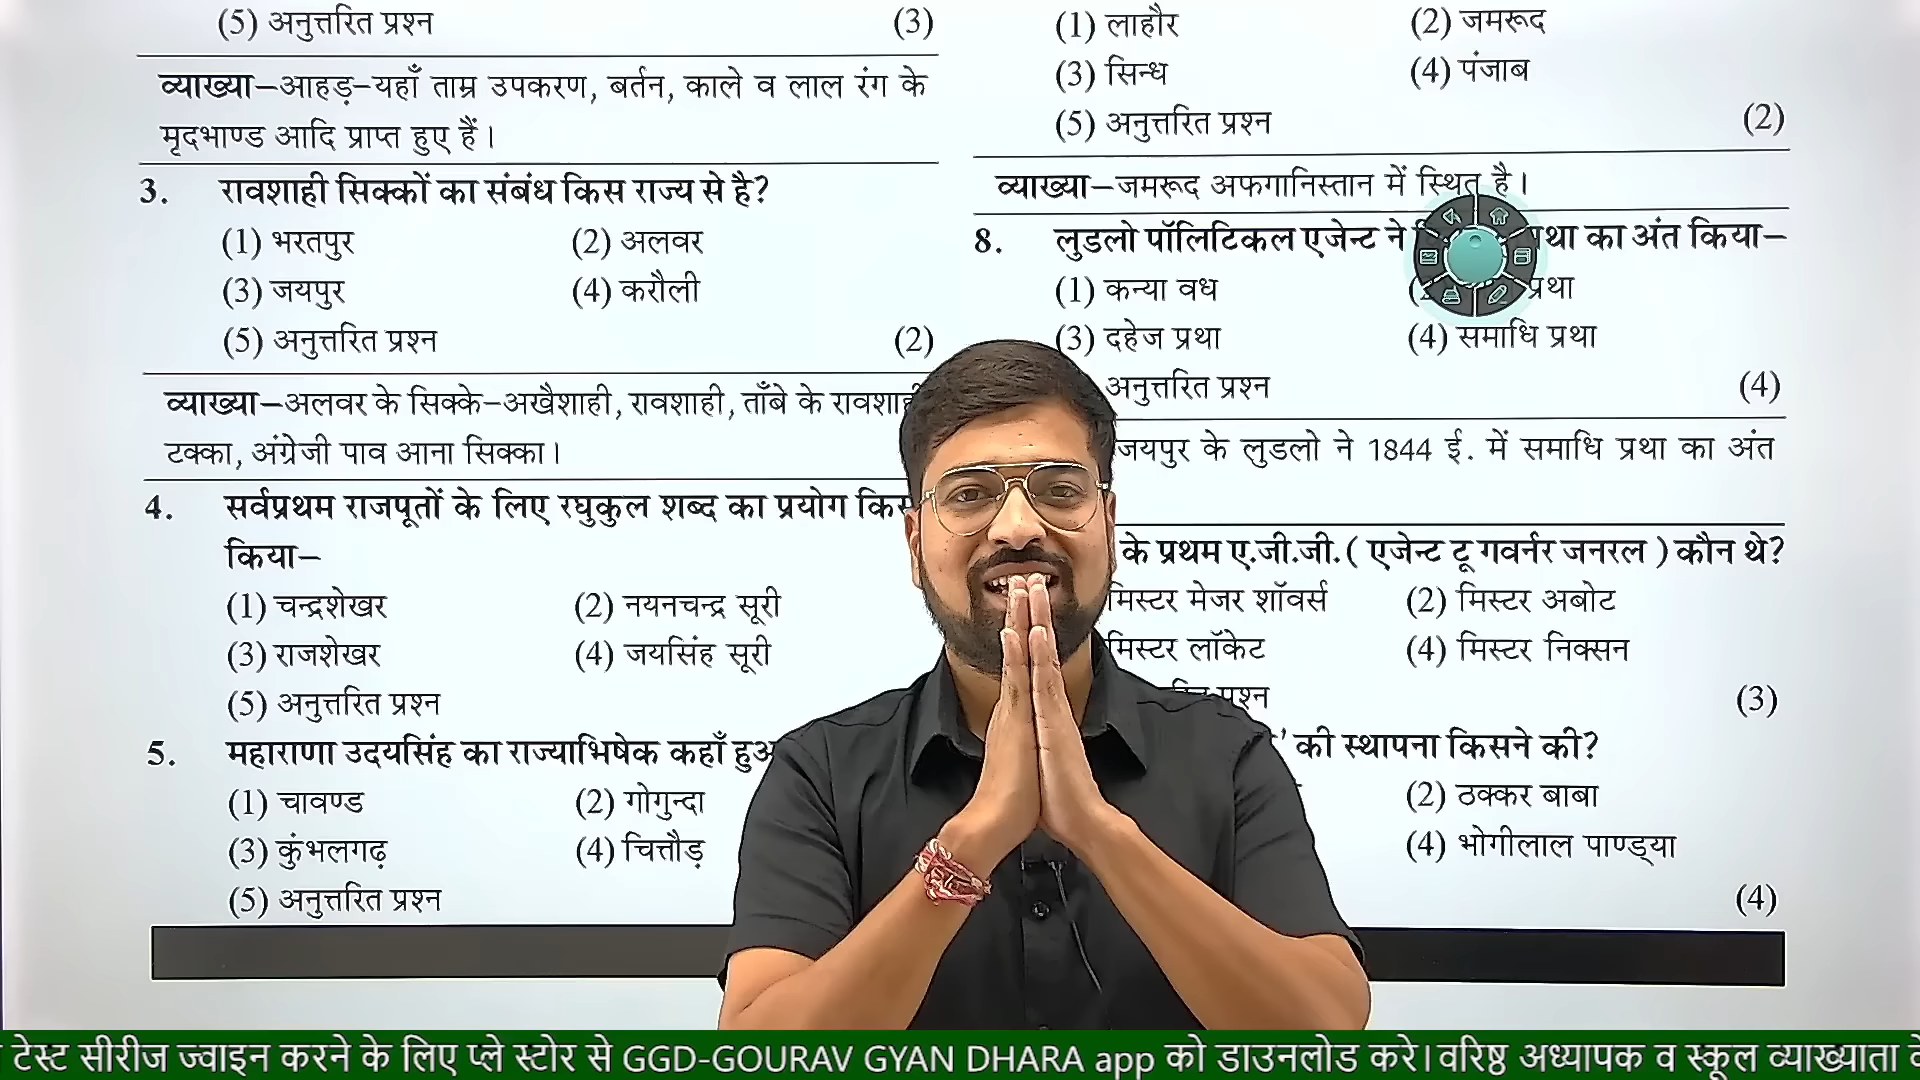 (5) अनुत्तरित प्रश्न (3)
व्याख्या–आहड़–यहाँ ताम्र उपकरण, बर्तन, काले व लाल रंग के
मृदभाण्ड आदि प्राप्त हुए हैं।
3. रावशाही सिक्कों का संबंध किस राज्य से है?
(1) भरतपुर (2) अलवर
(3) जयपुर (4) करौली
(5) अनुत्तरित प्रश्न (2)
व्याख्या–अलवर के सिक्के–अखैशाही, रावशाही, ताँबे के
टक्का, अंग्रेजी पाव आना सिक्का।
4. सर्वप्रथम राजपूतों के लिए रघुकुल शब्द का प्रयोग
किया–
(1) चन्द्रशेखर (2) नयनचन्द्र सूरी
(3) राजशेखर (4) जयसिंह सूरी
(5) अनुत्तरित प्रश्न
5. महाराणा उदयसिंह का राज्याभिषेक कहाँ
(1) चावण्ड (2) गोगुन्दा
(3) कुंभलगढ़ (4) चित्तौड़
(5) अनुत्तरित प्रश्न
(1) लाहौर (2) जमरूद
(3) सिन्ध (4) पंजाब
(5) अनुत्तरित प्रश्न (2)
व्याख्या–जमरूद अफगानिस्तान में स्थित है।
8. लुडलो पॉलिटिकल एजेन्ट ने का अंत किया–
(1) कन्या वध प्रथा
(3) दहेज प्रथा (4) समाधि प्रथा
अनुत्तरित प्रश्न (4)
जयपुर के लुडलो ने 1844 ई. में समाधि प्रथा का अंत
के प्रथम ए.जी.जी. ( एजेन्ट टू गवर्नर जनरल ) कौन थे?
मिस्टर मेजर शॉवर्स (2) मिस्टर अबोट
मिस्टर लॉकेट (4) मिस्टर निक्सन
प्रश्न (3)
' की स्थापना किसने की?
(2) ठक्कर बाबा
(4) भोगीलाल पाण्ड्या
(4)
टेस्ट सीरीज ज्वाइन करने के लिए प्ले स्टोर से GGD-GOURAV GYAN DHARA app को डाउनलोड करे।वरिष्ठ अध्यापक व स्कूल व्याख्याता